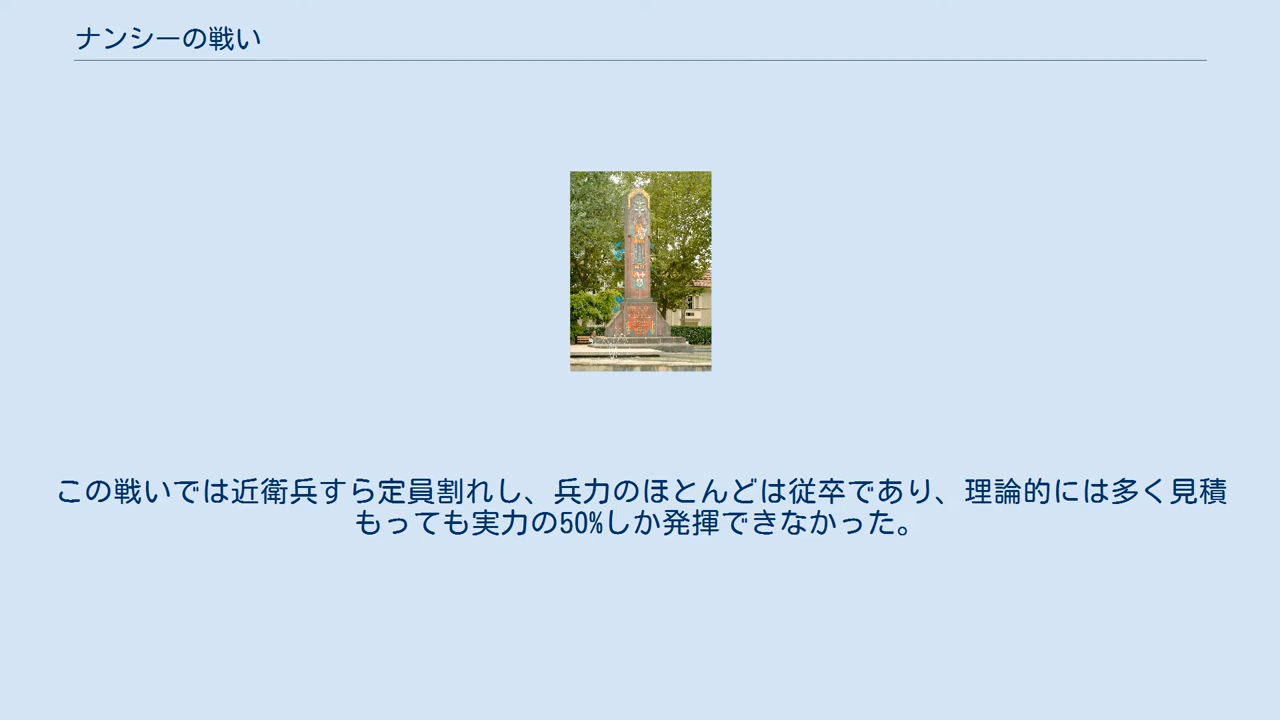 ナンシーの戦い
この戦いでは近衛兵すら定員割れし、兵力のほとんどは従卒であり、理論的には多く見積
もっても実力の50%しか発揮できなかった。